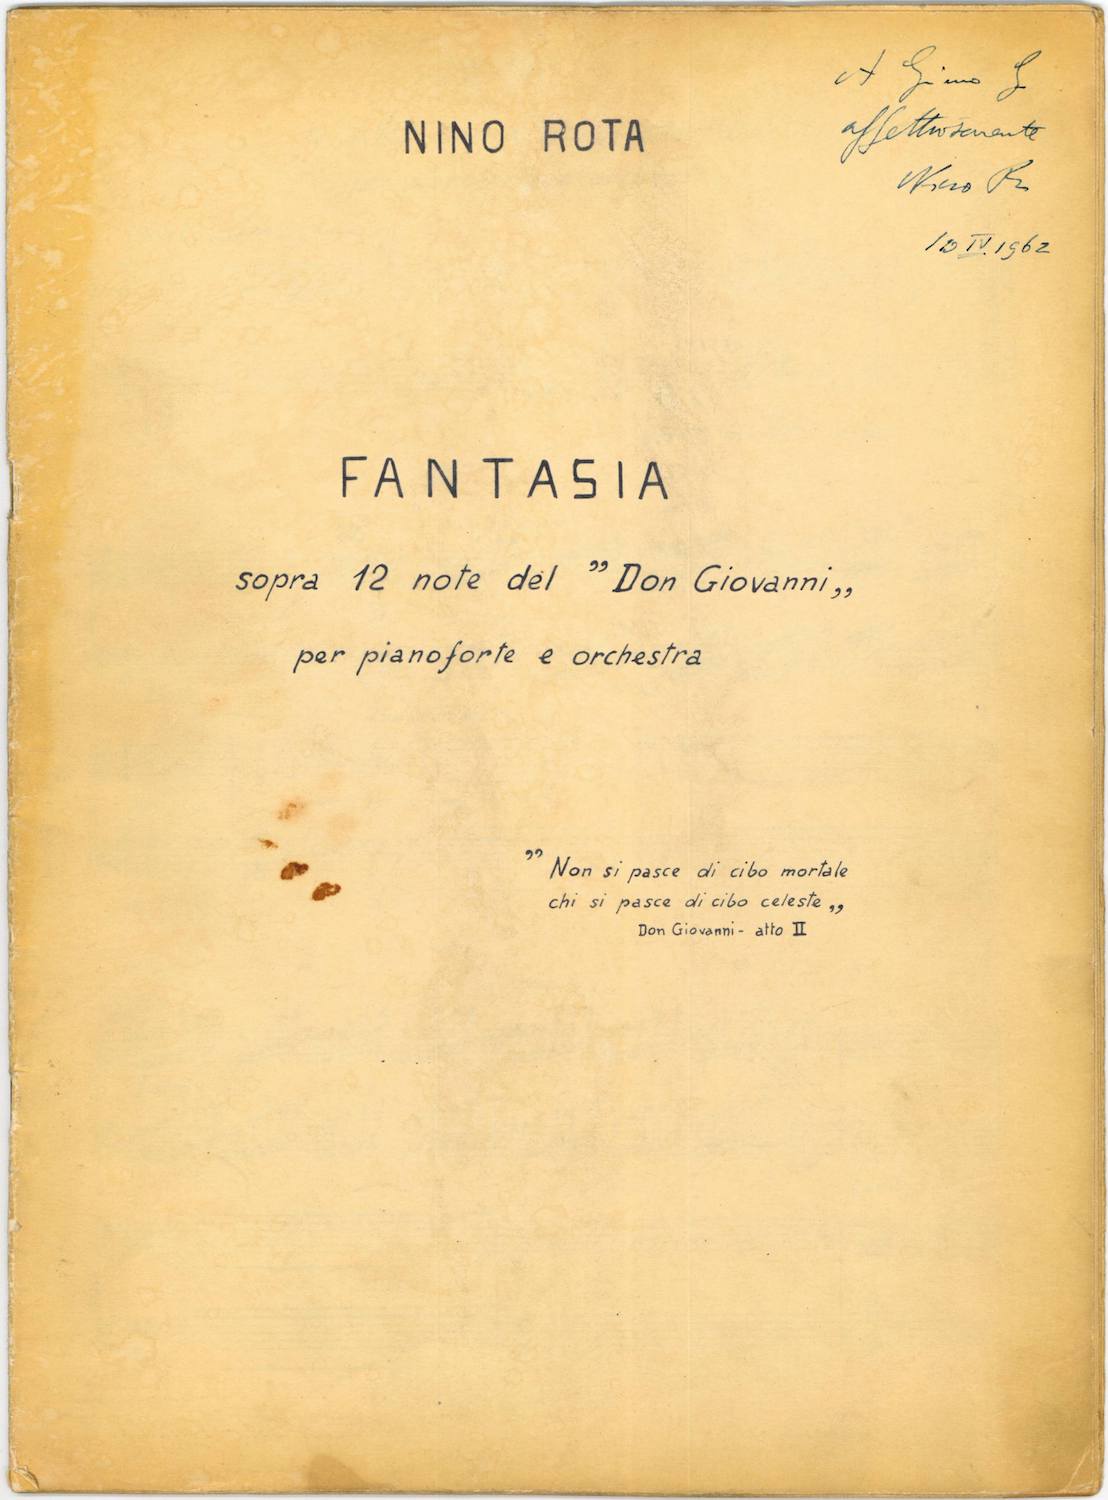 NINO ROTA
A Gino G
affettuosamente
Nino R
IV.1962
FANTASIA
sopra 12 note del ”Don Giovanni„
per pianoforte e orchestra
”Non si pasce di cibo mortale
chi si pasce di cibo celeste„
Don Giovanni - atto II